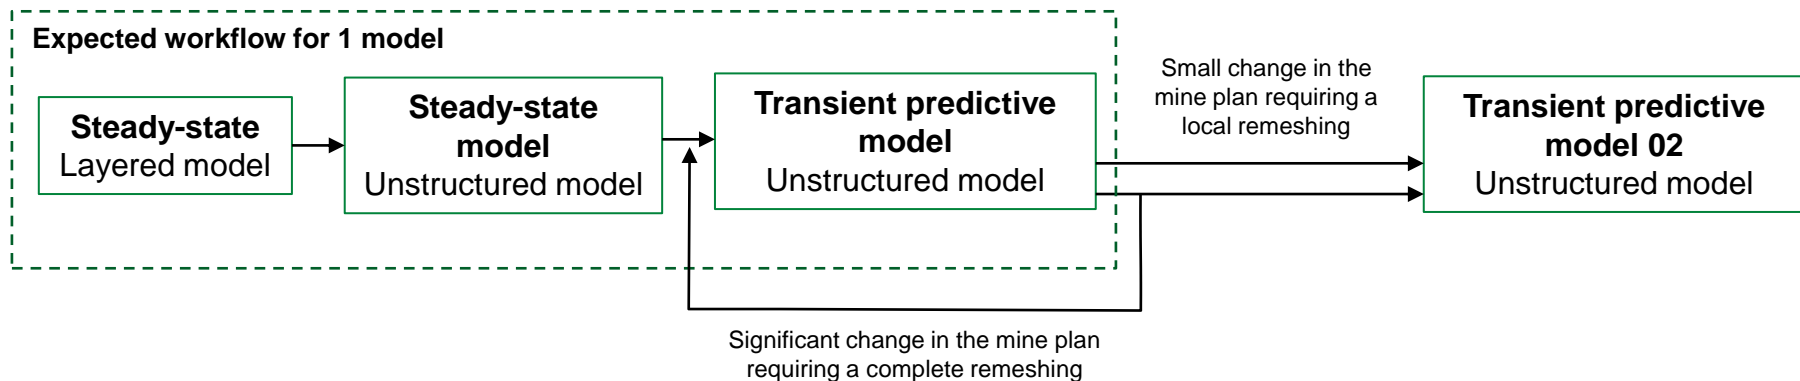 Expected workflow for 1 model
Steady-state
Layered model
Steady-state
model
Unstructured model
Transient predictive
model
Unstructured model
Small change in the
mine plan requiring a
local remeshing
Transient predictive
model 02
Unstructured model
Significant change in the mine plan
requiring a complete remeshing